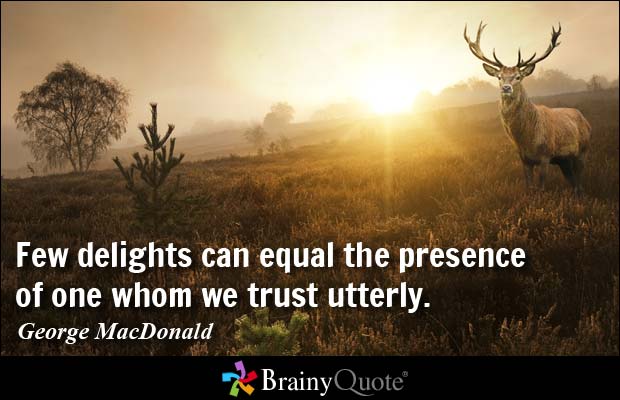 Few delights can equal the presence
of one whom we trust utterly.
George MacDonald
BrainyQuote®